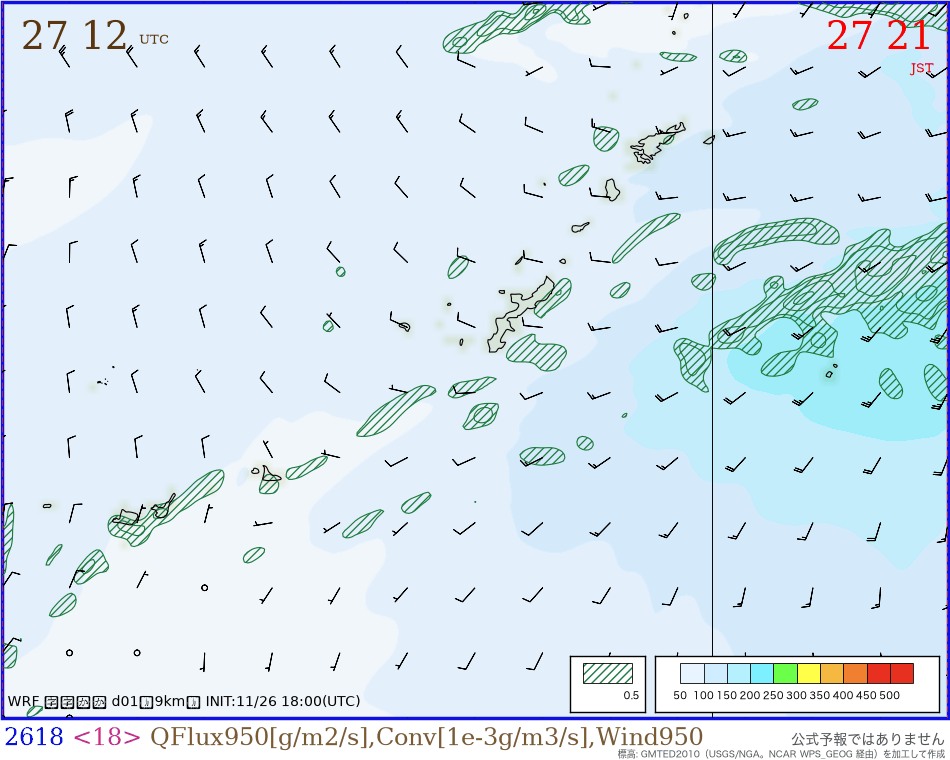 27 12 UTC
27 21
JST
WRF d01 9km INIT:11/26 18:00(UTC)
0.5
50 100 150 200 250 300 350 400 450 500
2618 <18> QFlux950[g/m2/s],Conv[1e-3g/m3/s],Wind950
公式予報ではありません
標高: GMTED2010（USGS/NGA。NCAR WPS_GEOG 経由）を加工して作成